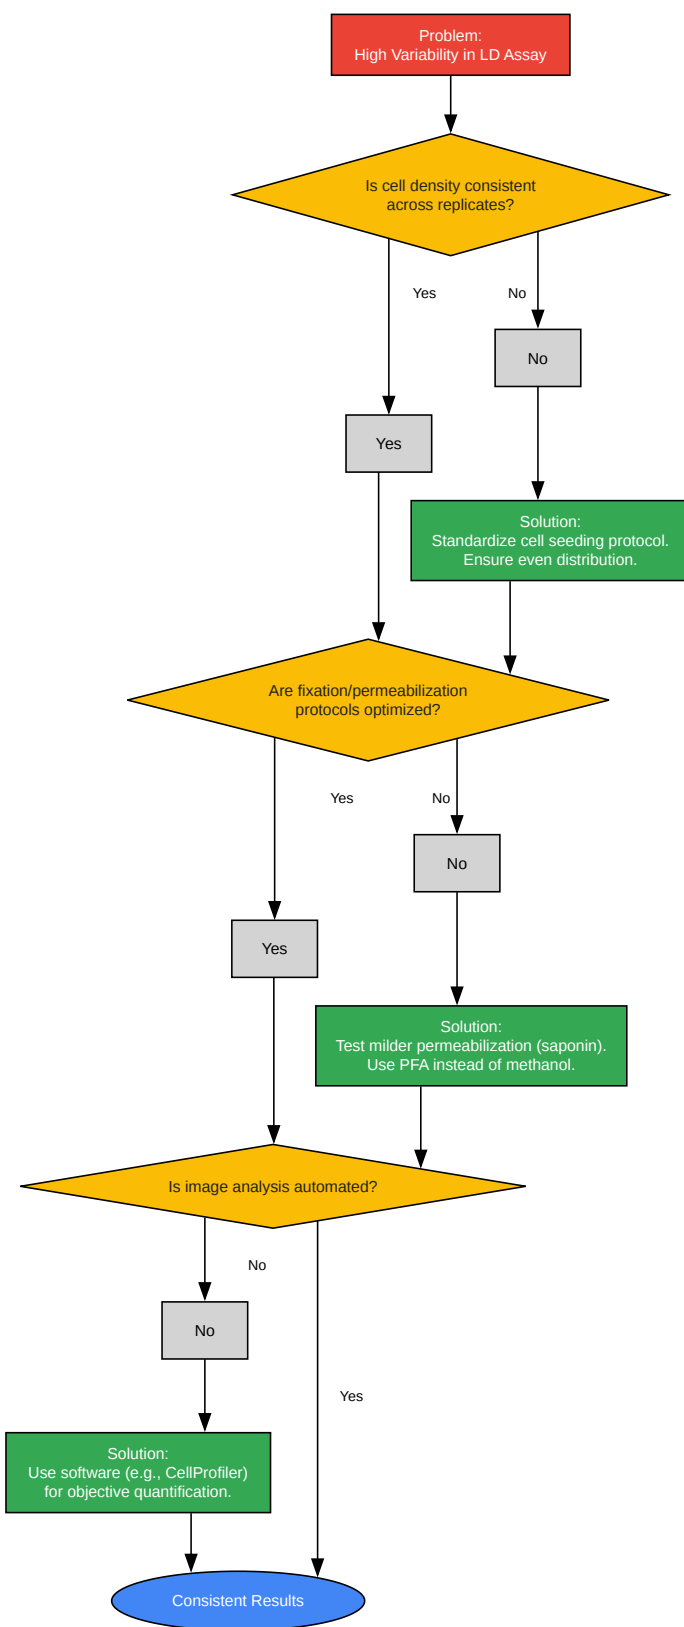 Problem:
High Variability in LD Assay
Is cell density consistent
across replicates?
Yes
No
No
Yes
Solution:
Standardize cell seeding protocol.
Ensure even distribution.
Are fixation/permeabilization
protocols optimized?
Yes
No
No
Yes
Solution:
Test milder permeabilization (saponin).
Use PFA instead of methanol.
Is image analysis automated?
No
No
Yes
Solution:
Use software (e.g., CellProfiler)
for objective quantification.
Consistent Results